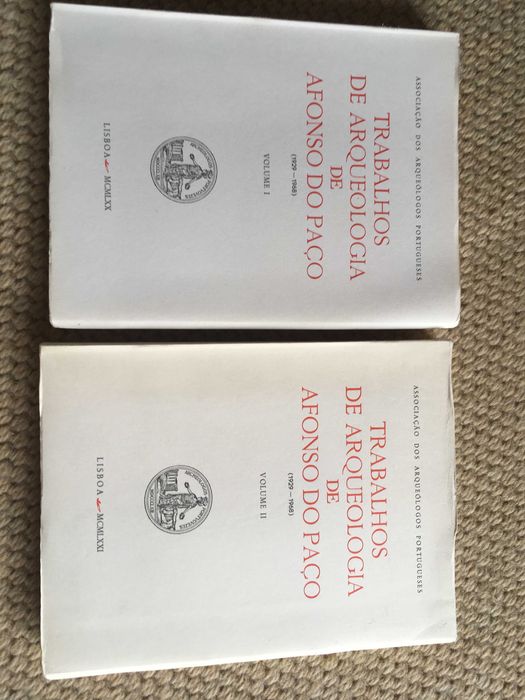 ASSOCIAÇÃO DOS ARQUEÓLOGOS PORTUGUESES
TRABALHOS
DE ARQUEOLOGIA
DE
AFONSO DO PAÇO
(1929—1968)
VOLUME I
LISBOA MCMLXX
ASSOCIAÇÃO DOS ARQUEÓLOGOS PORTUGUESES
TRABALHOS
DE ARQUEOLOGIA
DE
AFONSO DO PAÇO
(1929—1968)
VOLUME II
LISBOA MCMLXXI